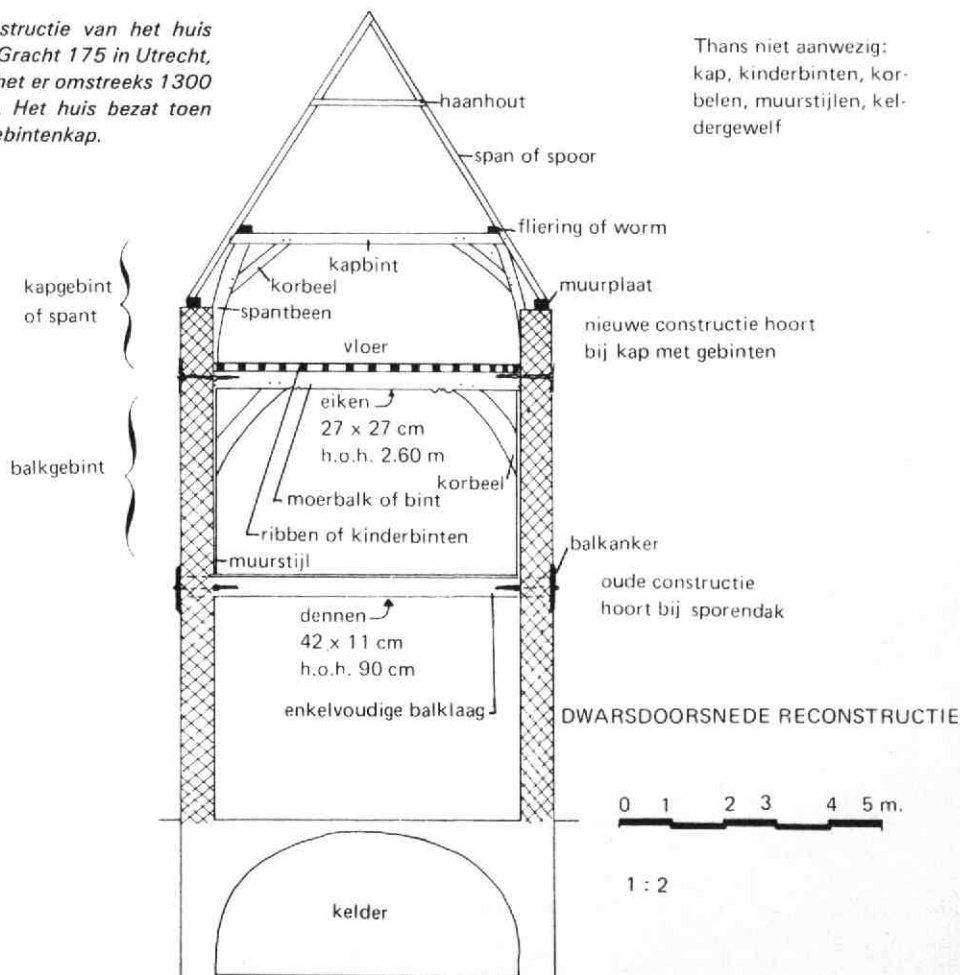 structie van het huis
Gracht 175 in Utrecht,
het er omstreeks 1300
. Het huis bezat toen
ebintenkap.
Thans niet aanwezig:
kap, kinderbinten, kor-
belen, muurstijlen, kel-
dergewelf
haanhout
span of spoor
fliering of worm
kapbint
korbeel
spantbeen
muurplaat
kapgebint
of spant
nieuwe constructie hoort
bij kap met gebinten
vloer
eiken
27 x 27 cm
h.o.h. 2.60 m
korbeel
balkgebint
moerbalk of bint
ribben of kinderbinten
muurstijl
balkanker
oude constructie
hoort bij sporendak
dennen
42 x 11 cm
h.o.h. 90 cm
enkelvoudige balklaag
DWARSDOORSNEDE RECONSTRUCTIE
0 1 2 3 4 5 m.
1 : 2
kelder